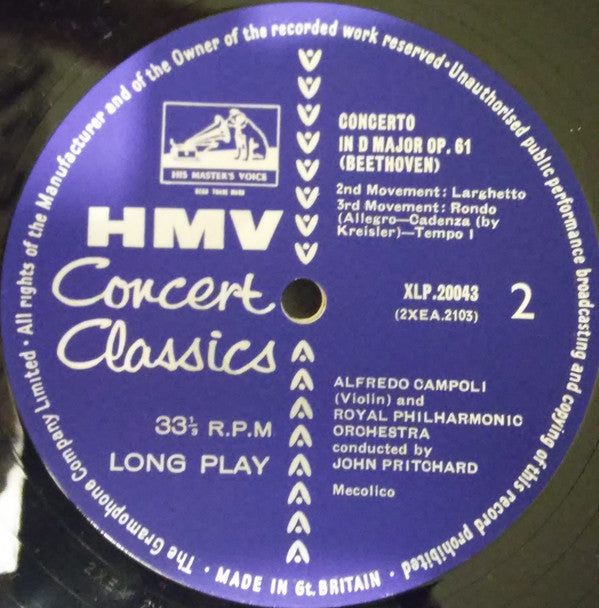 The Gramophone Company Limited · All rights of the Manufacturer and of the Owner of the recorded work reserved · Unauthorised public performance broadcasting and copying of this record prohibited ·
HIS MASTER'S VOICE
HMV
Concert
Classics
33⅓ R.P.M
LONG PLAY
CONCERTO
IN D MAJOR OP. 61
(BEETHOVEN)
2nd Movement: Larghetto
3rd Movement: Rondo
(Allegro—Cadenza (by
Kreisler)—Tempo I
XLP.20043
(2XEA.2103)
2
ALFREDO CAMPOLI
(Violin) and
ROYAL PHILHARMONIC
ORCHESTRA
conducted by
JOHN PRITCHARD
Mecolico
MADE IN Gt. BRITAIN